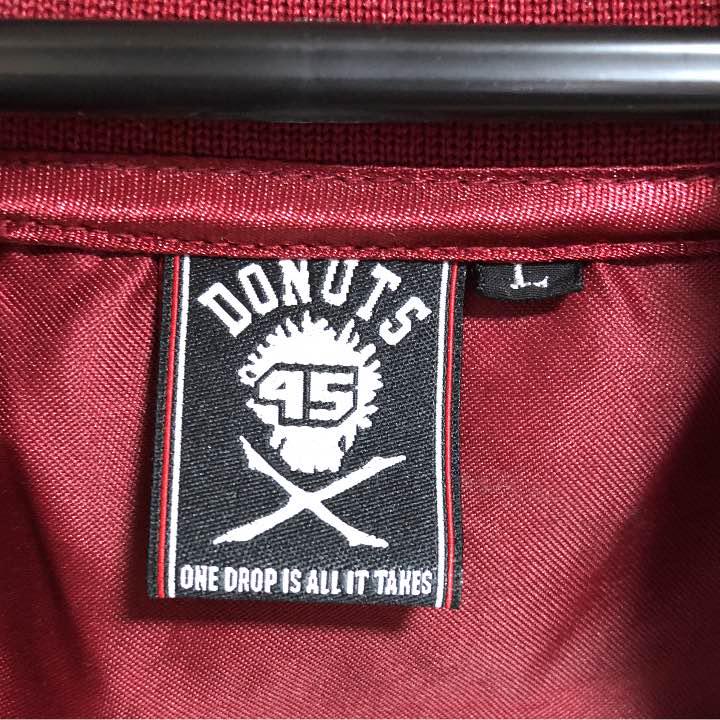 DONUTS
45
ONE DROP IS ALL IT TAKES
L